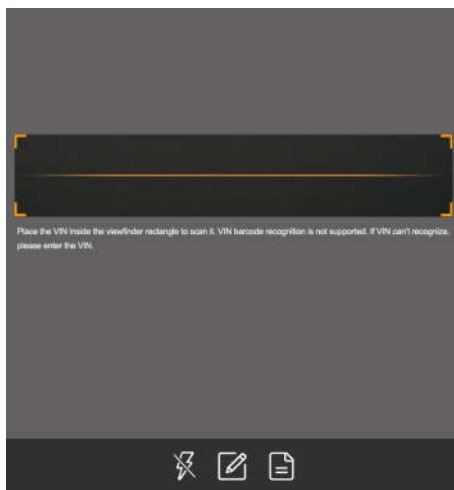 Place the VIN inside the viewfinder rectangle to scan it. VIN barcode recognition is not supported. If VIN can't recognize,
please enter the VIN.